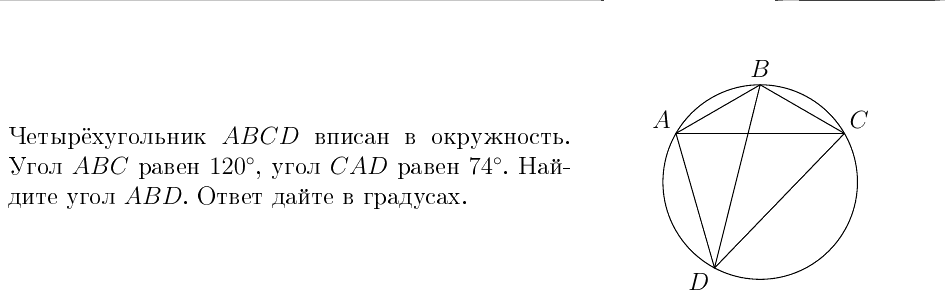 B
A
C
Четырёхугольник ABCD вписан в окружность.
Угол ABC равен 120°, угол CAD равен 74°. Най-
дите угол ABD. Ответ дайте в градусах.
D